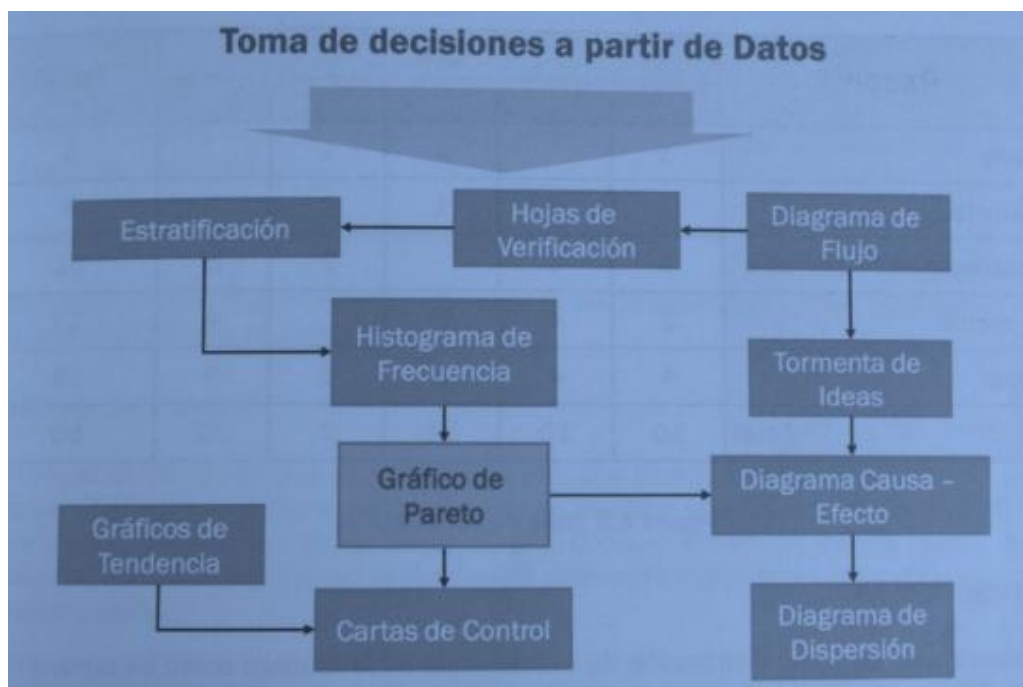 Toma de decisiones a partir de Datos
Estratificación
Hojas de
Verificación
Diagrama de
Flujo
Histograma de
Frecuencia
Tormenta de
Ideas
Gráfico de
Pareto
Diagrama Causa –
Efecto
Gráficos de
Tendencia
Cartas de Control
Diagrama de
Dispersión